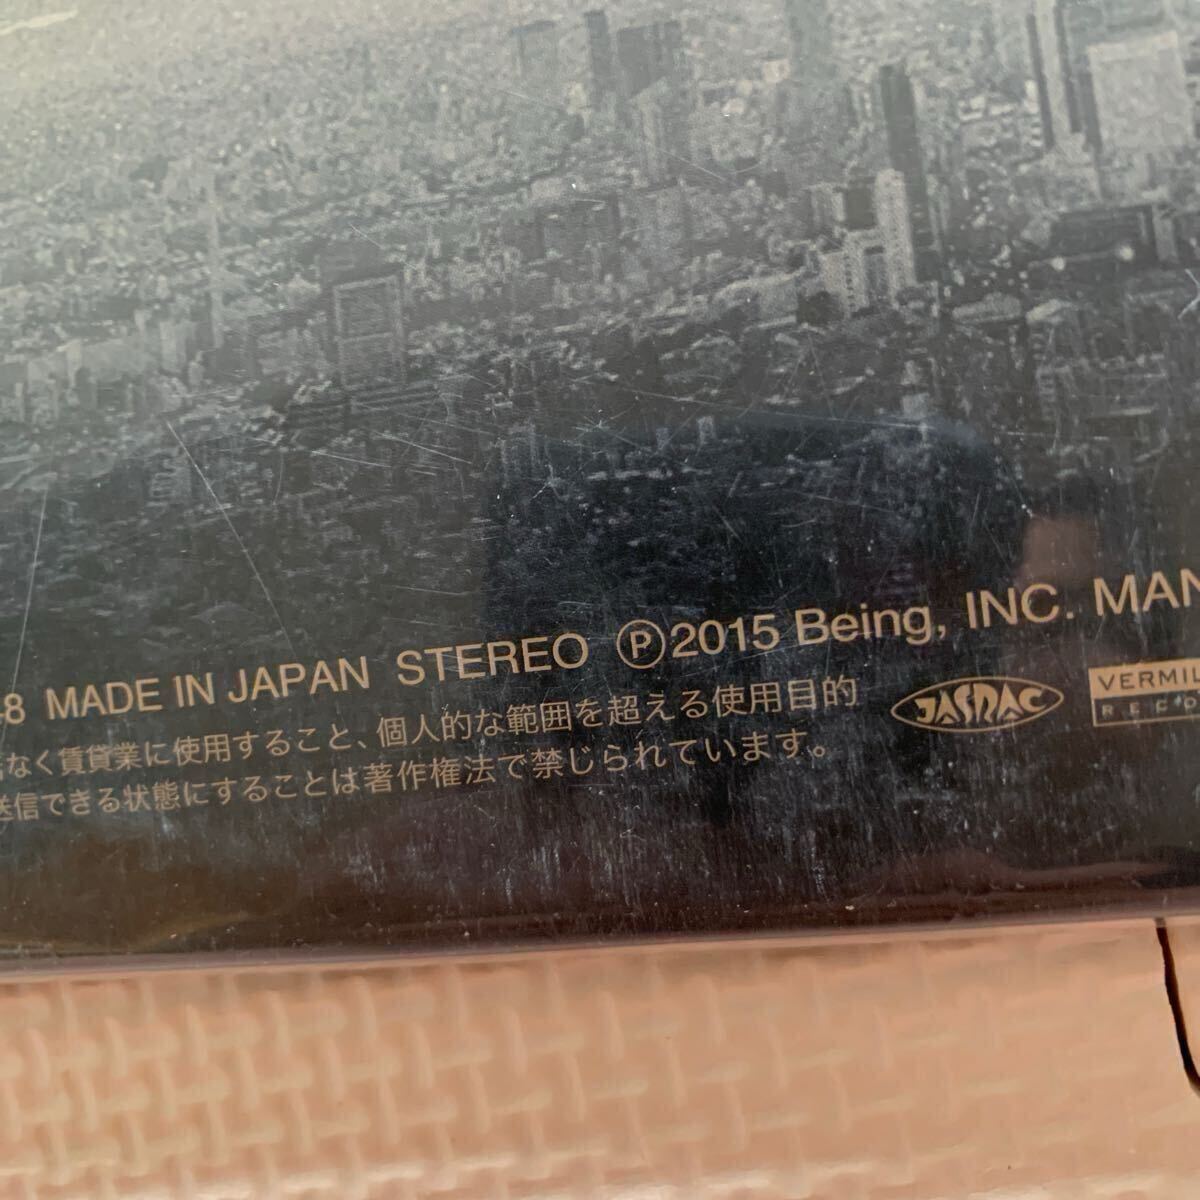 48 MADE IN JAPAN STEREO Ⓟ2015 Being, INC. MAN
なく賃貸業に使用すること、個人的な範囲を超える使用目的
送信できる状態にすることは著作権法で禁じられています。
JASRAC
VERMIL
RECO